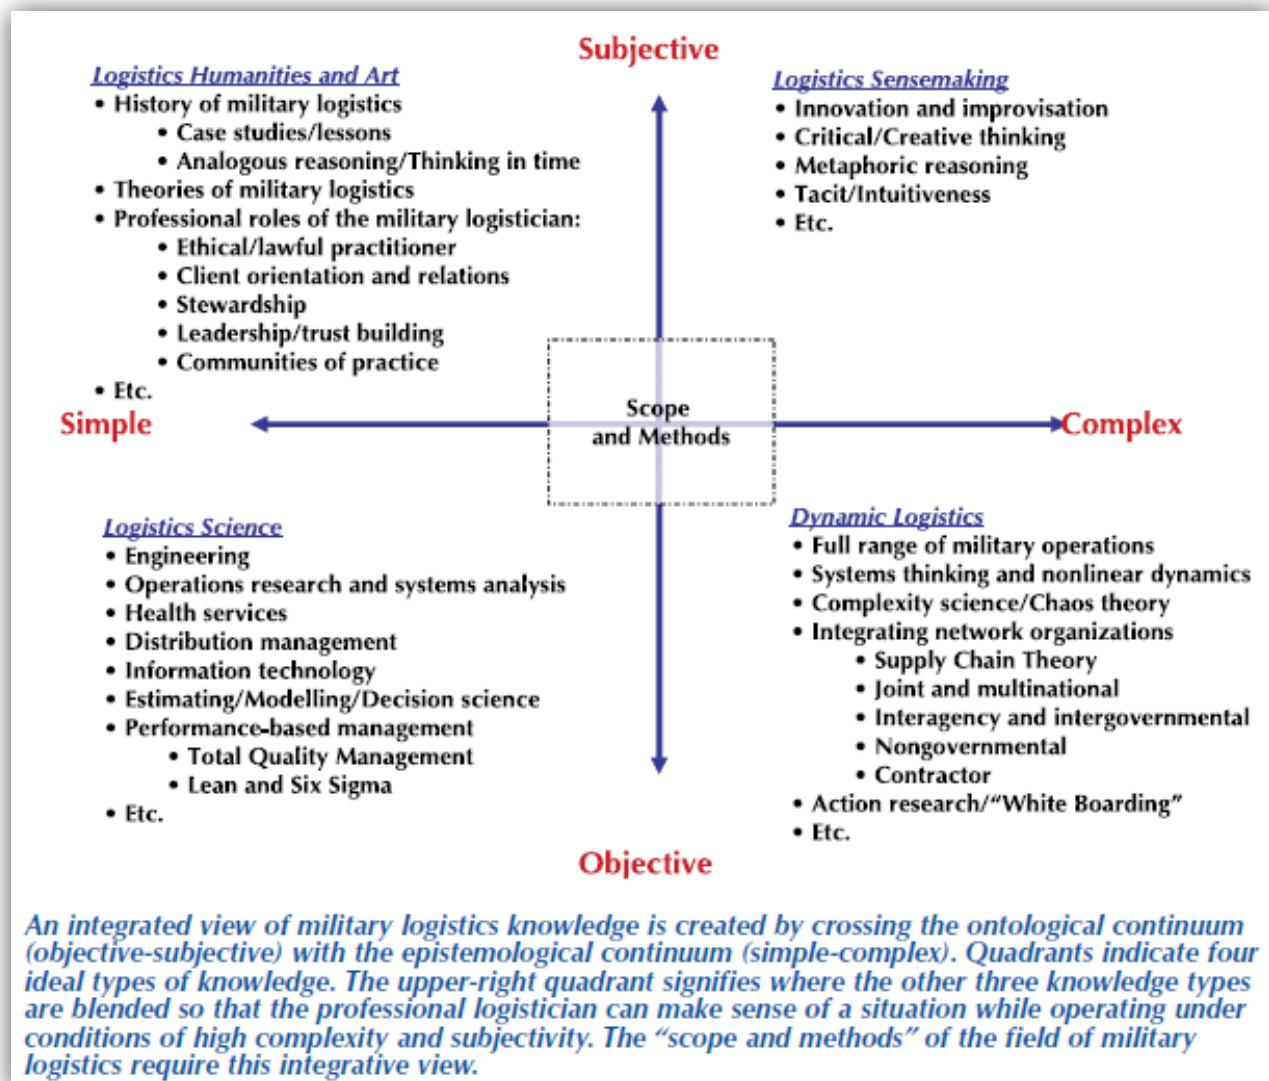 Subjective
Logistics Humanities and Art
• History of military logistics
• Case studies/lessons
• Analogous reasoning/Thinking in time
• Theories of military logistics
• Professional roles of the military logistician:
• Ethical/lawful practitioner
• Client orientation and relations
• Stewardship
• Leadership/trust building
• Communities of practice
• Etc.
Logistics Sensemaking
• Innovation and improvisation
• Critical/Creative thinking
• Metaphoric reasoning
• Tacit/Intuitiveness
• Etc.
Simple
Scope
and Methods
Complex
Logistics Science
• Engineering
• Operations research and systems analysis
• Health services
• Distribution management
• Information technology
• Estimating/Modelling/Decision science
• Performance-based management
• Total Quality Management
• Lean and Six Sigma
• Etc.
Dynamic Logistics
• Full range of military operations
• Systems thinking and nonlinear dynamics
• Complexity science/Chaos theory
• Integrating network organizations
• Supply Chain Theory
• Joint and multinational
• Interagency and intergovernmental
• Nongovernmental
• Contractor
• Action research/“White Boarding”
• Etc.
Objective
An integrated view of military logistics knowledge is created by crossing the ontological continuum
(objective-subjective) with the epistemological continuum (simple-complex). Quadrants indicate four
ideal types of knowledge. The upper-right quadrant signifies where the other three knowledge types
are blended so that the professional logistician can make sense of a situation while operating under
conditions of high complexity and subjectivity. The “scope and methods” of the field of military
logistics require this integrative view.